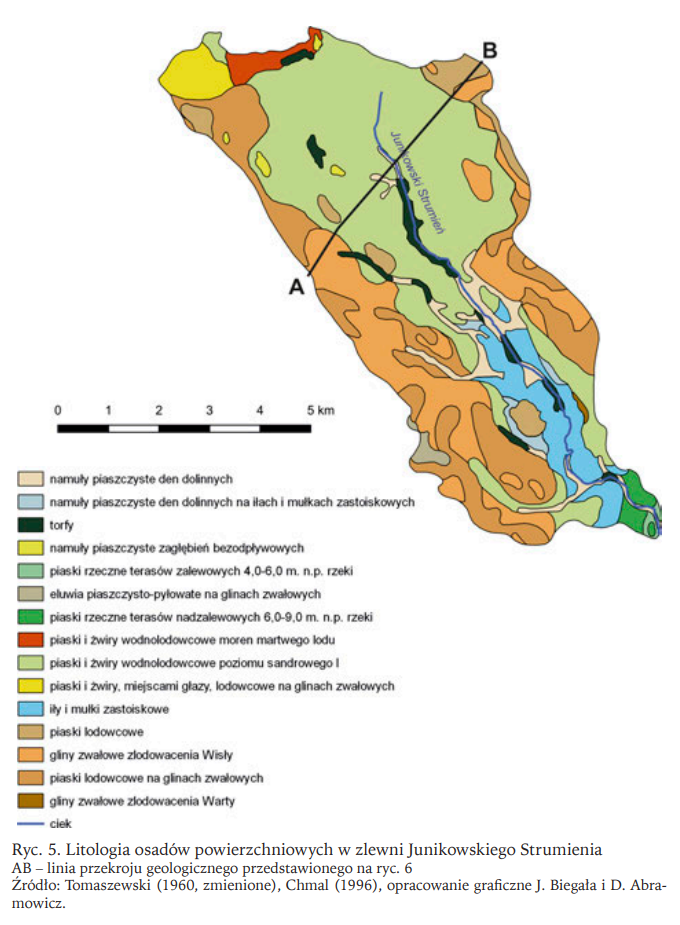 B
Junikowski Strumień
A
0 1 2 3 4 5 km
namuły piaszczyste den dolinnych
namuły piaszczyste den dolinnych na iłach i mułkach zastoiskowych
torfy
namuły piaszczyste zagłębień bezodpływowych
piaski rzeczne terasów zalewowych 4,0-6,0 m. n.p. rzeki
eluwia piaszczysto-pyłowate na glinach zwałowych
piaski rzeczne terasów nadzalewowych 6,0-9,0 m. n.p. rzeki
piaski i żwiry wodnolodowcowe moren martwego lodu
piaski i żwiry wodnolodowcowe poziomu sandrowego I
piaski i żwiry, miejscami głazy, lodowcowe na glinach zwałowych
iły i mułki zastoiskowe
piaski lodowcowe
gliny zwałowe zlodowacenia Wisły
piaski lodowcowe na glinach zwałowych
gliny zwałowe zlodowacenia Warty
ciek
Ryc. 5. Litologia osadów powierzchniowych w zlewni Junikowskiego Strumienia
AB – linia przekroju geologicznego przedstawionego na ryc. 6
Źródło: Tomaszewski (1960, zmienione), Chmal (1996), opracowanie graficzne J. Biegała i D. Abra-
mowicz.